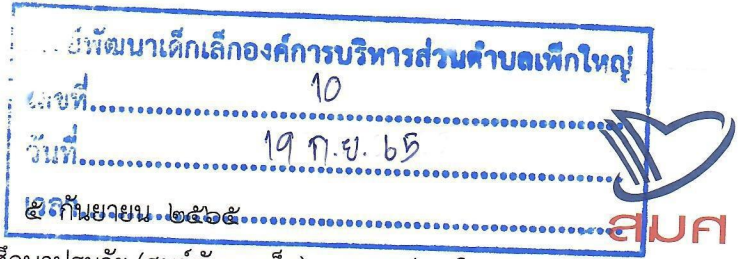 พัฒนาเด็กเล็กองค์การบริหารส่วนตำบลเพ็กใหญ่
เลขที่ 10
วันที่ 19 ก.ย. 65
๕ กันยายน ๒๕๖๕
สมศ